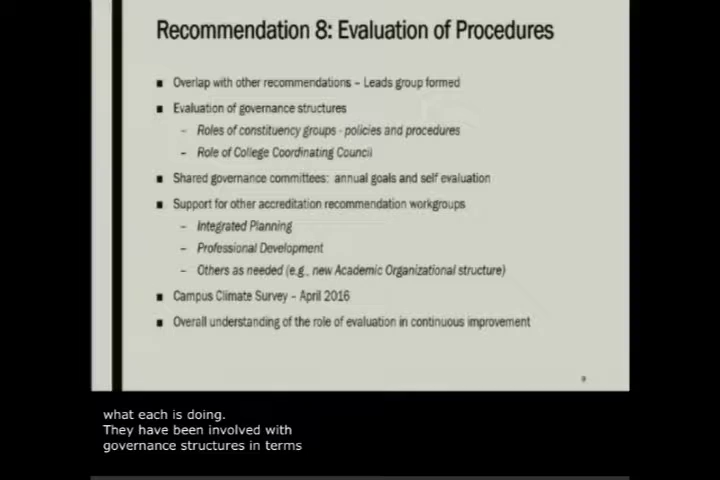 Recommendation 8: Evaluation of Procedures
▪ Overlap with other recommendations – Leads group formed
▪ Evaluation of governance structures
– Roles of constituency groups - policies and procedures
– Role of College Coordinating Council
▪ Shared governance committees: annual goals and self evaluation
▪ Support for other accreditation recommendation workgroups
– Integrated Planning
– Professional Development
– Others as needed (e.g., new Academic Organizational structure)
▪ Campus Climate Survey – April 2016
▪ Overall understanding of the role of evaluation in continuous improvement
what each is doing.
They have been involved with
governance structures in terms